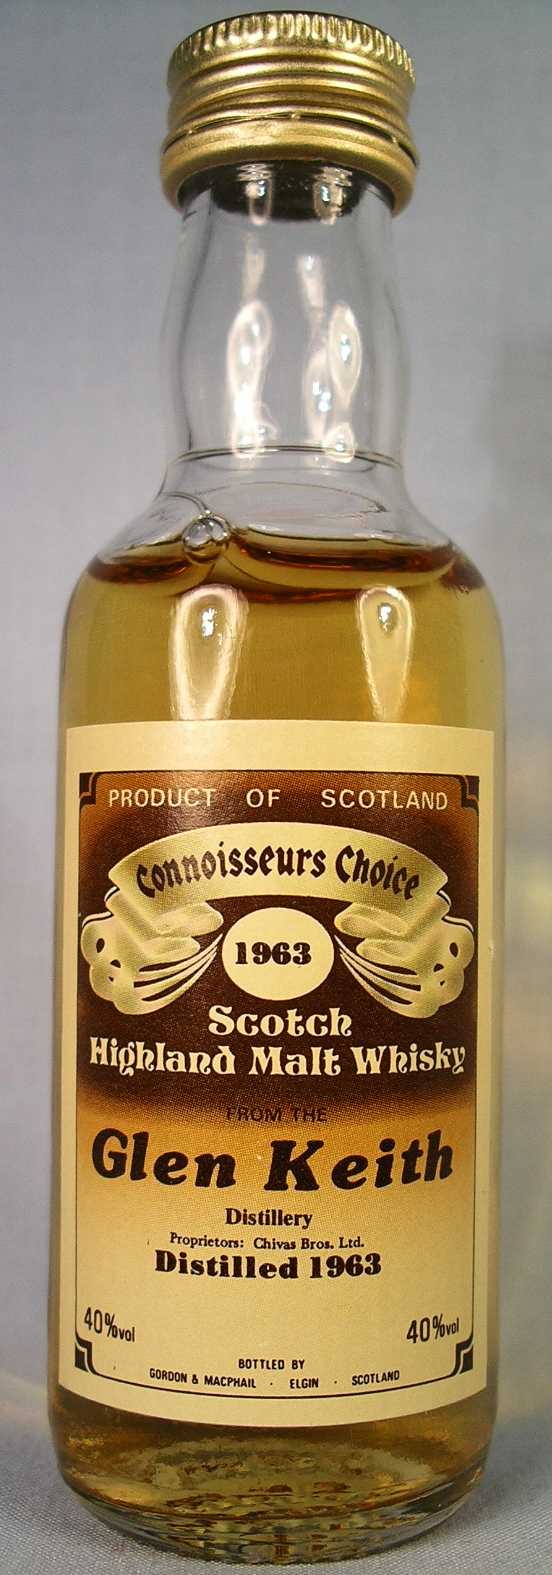 PRODUCT OF SCOTLAND
Connoisseurs Choice
1963
Scotch
Highland Malt Whisky
FROM THE
Glen Keith
Distillery
Proprietors: Chivas Bros. Ltd.
Distilled 1963
40%vol 40%vol
BOTTLED BY
GORDON & MACPHAIL · ELGIN · SCOTLAND